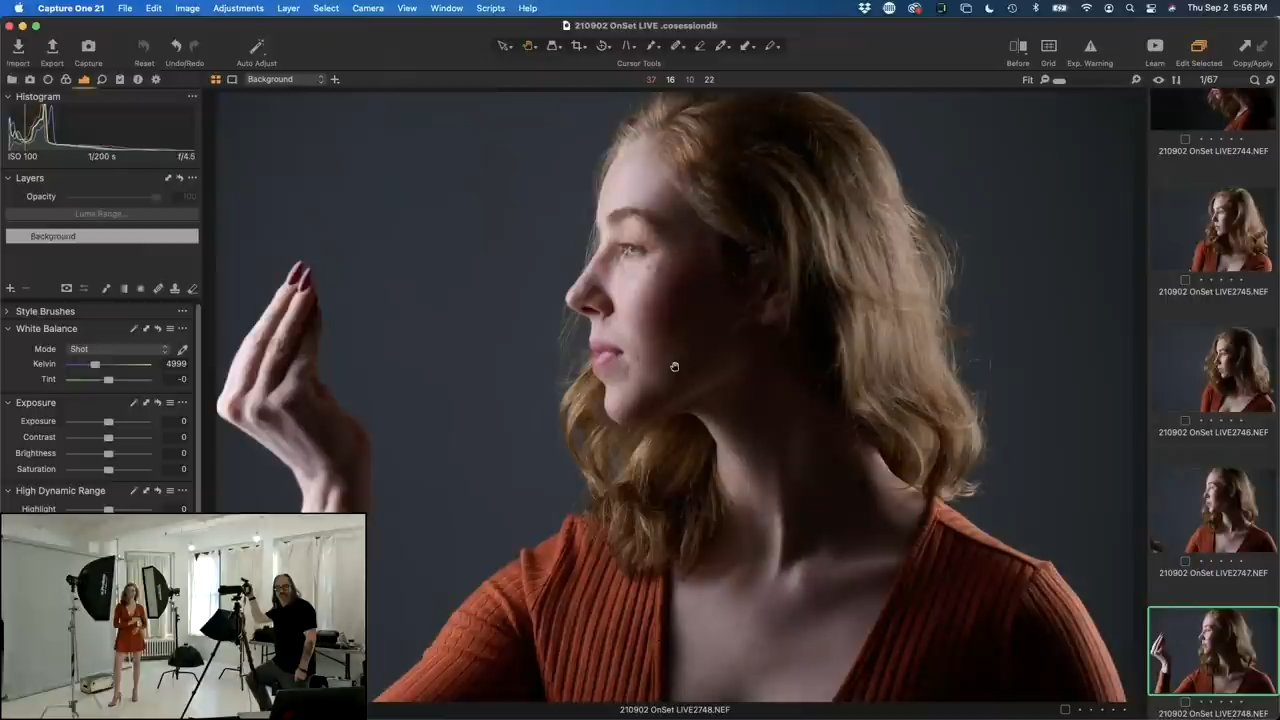 Capture One 21 File Edit Image Adjustments Layer Select Camera View Window Scripts Help Thu Sep 2 5:56 PM
210902 OnSet LIVE .cosessiondb
Import Export Capture Reset Undo/Redo Auto Adjust Cursor Tools Before Grid Exp. Warning Learn Edit Selected Copy/Apply
Background 37 16 10 22 Fit 1/67
Histogram
ISO 100 1/200 s f/4.5
Layers
Opacity 100
Luma Range...
Background
Style Brushes
White Balance
Mode Shot
Kelvin 4999
Tint -0
Exposure
Exposure 0
Contrast 0
Brightness 0
Saturation 0
High Dynamic Range
Highlight 0
210902 OnSet LIVE2744.NEF
210902 OnSet LIVE2745.NEF
210902 OnSet LIVE2746.NEF
210902 OnSet LIVE2747.NEF
210902 OnSet LIVE2748.NEF
210902 OnSet LIVE2748.NEF